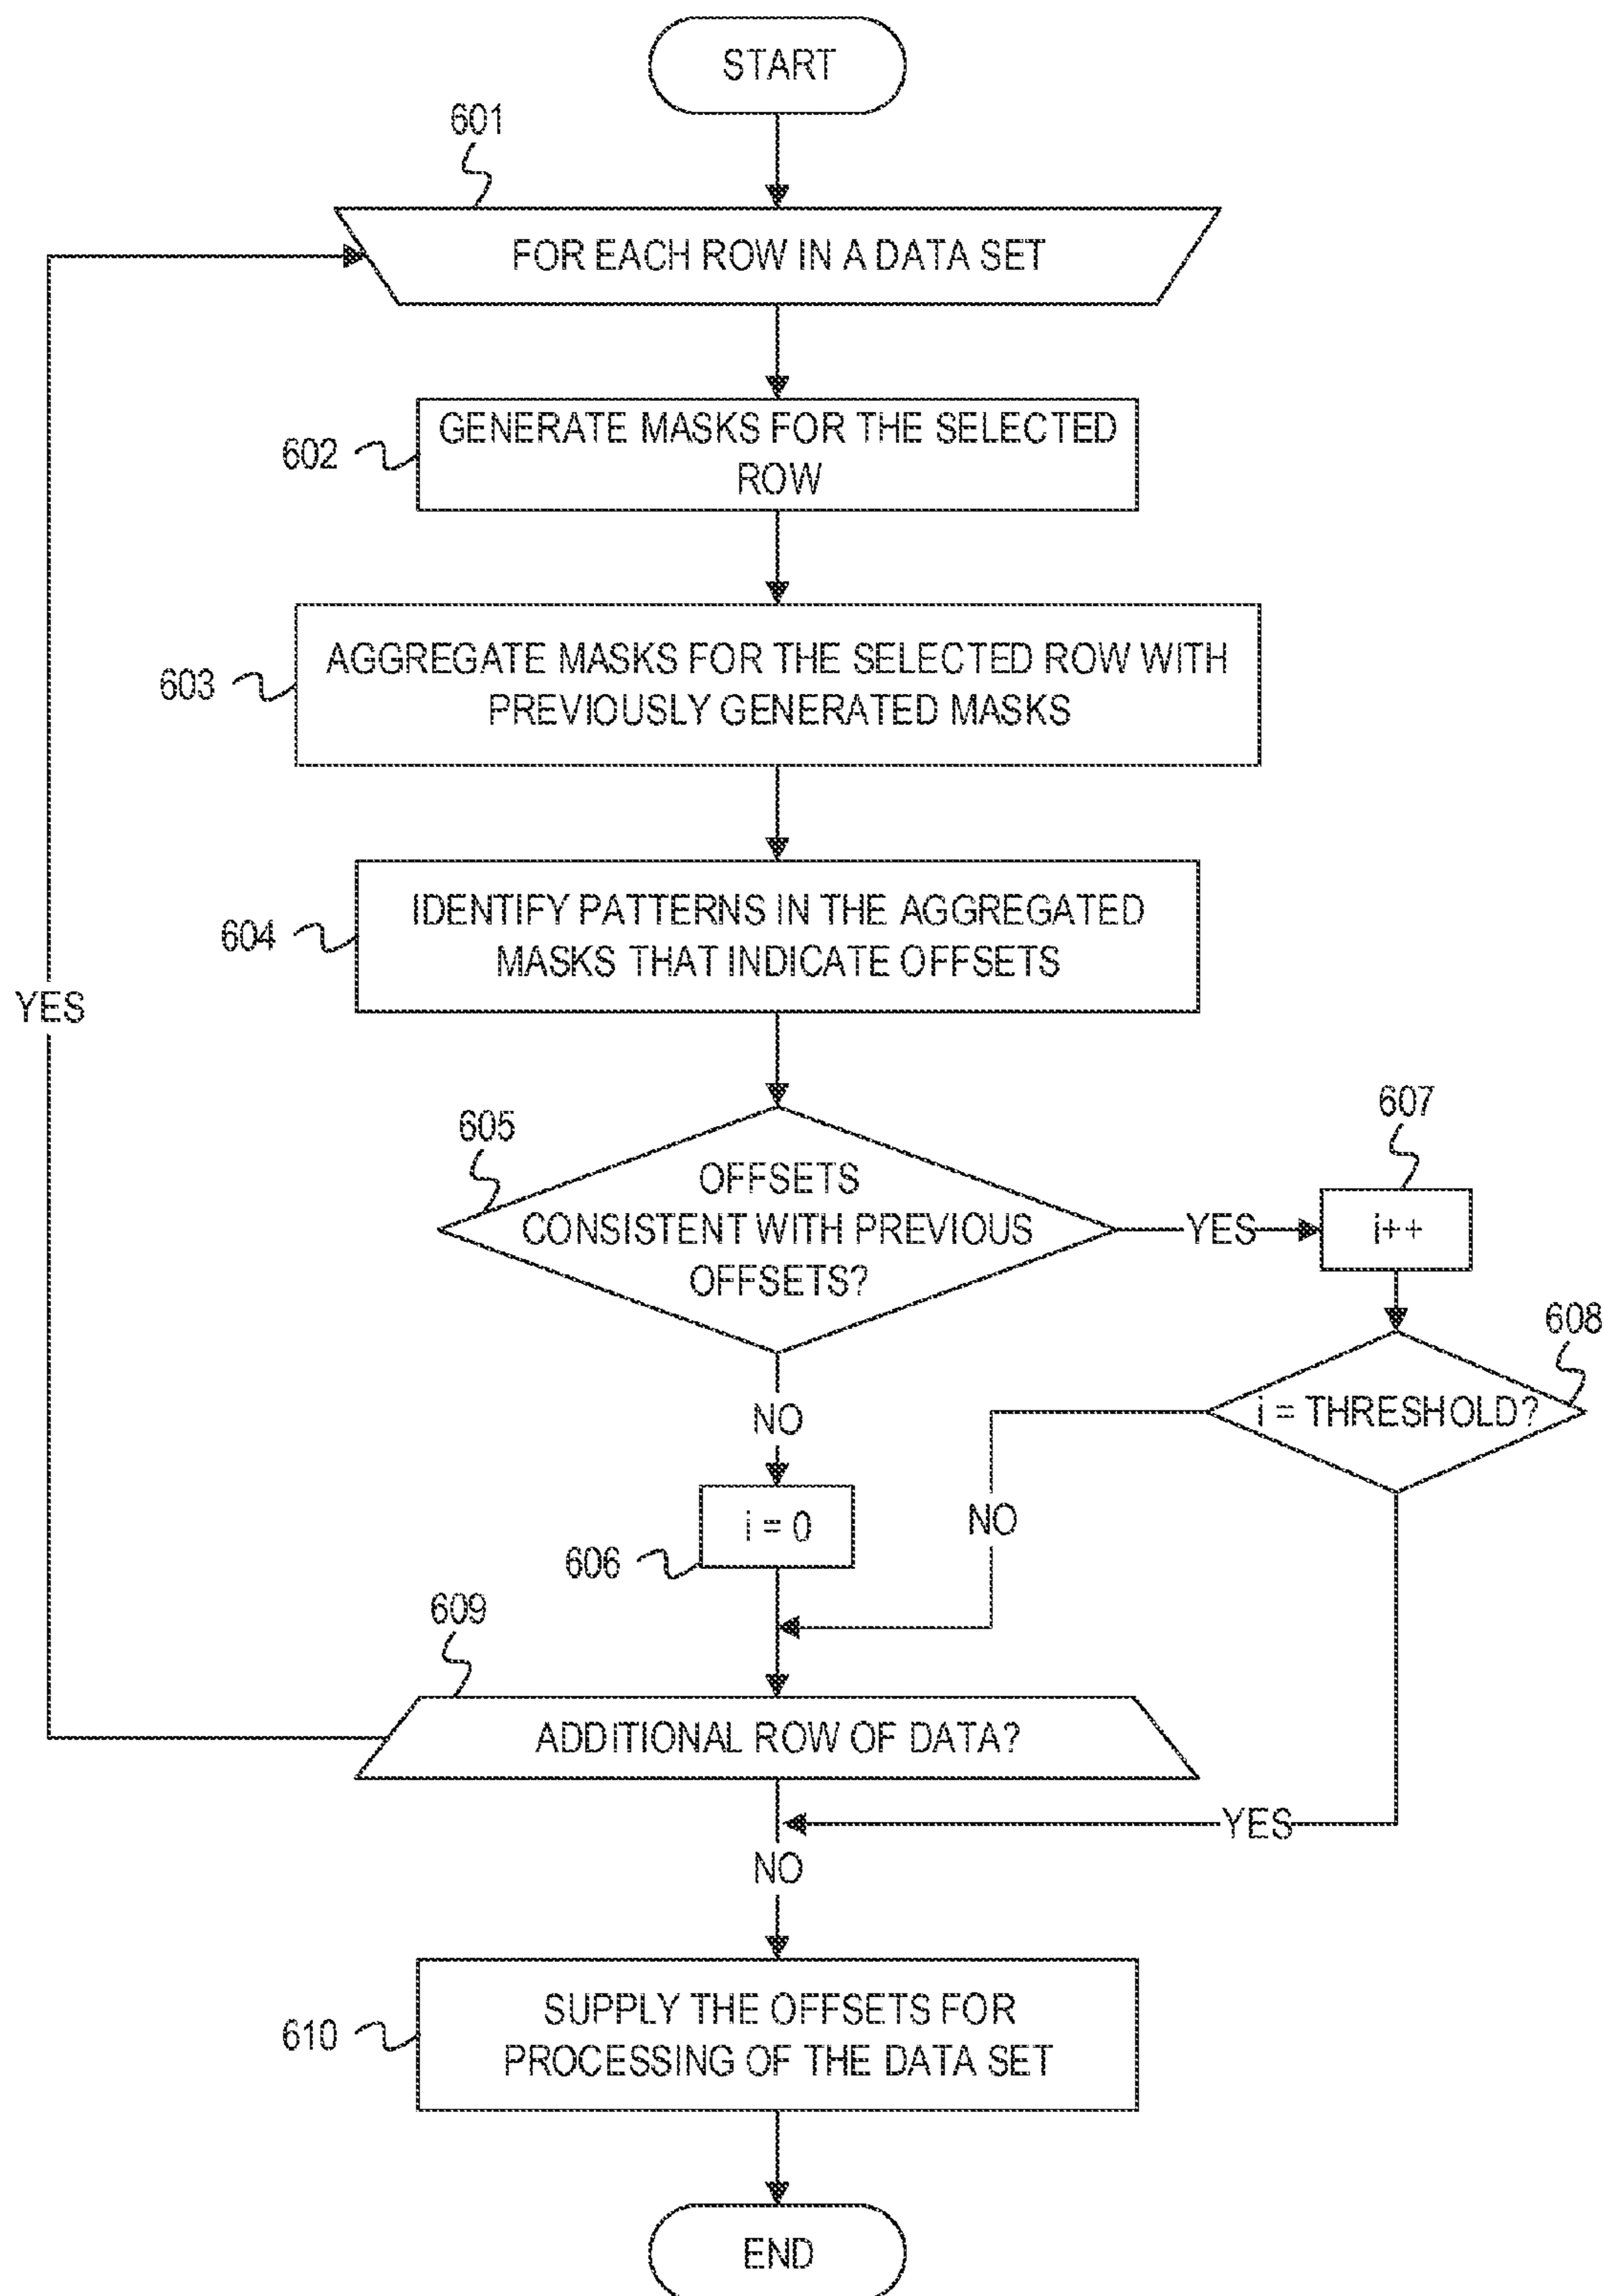 START
601
FOR EACH ROW IN A DATA SET
602
GENERATE MASKS FOR THE SELECTED
ROW
603
AGGREGATE MASKS FOR THE SELECTED ROW WITH
PREVIOUSLY GENERATED MASKS
604
IDENTIFY PATTERNS IN THE AGGREGATED
MASKS THAT INDICATE OFFSETS
YES
605
OFFSETS
CONSISTENT WITH PREVIOUS
OFFSETS?
YES
607
i++
608
i = THRESHOLD?
NO
NO
606
i = 0
609
ADDITIONAL ROW OF DATA?
YES
NO
610
SUPPLY THE OFFSETS FOR
PROCESSING OF THE DATA SET
END